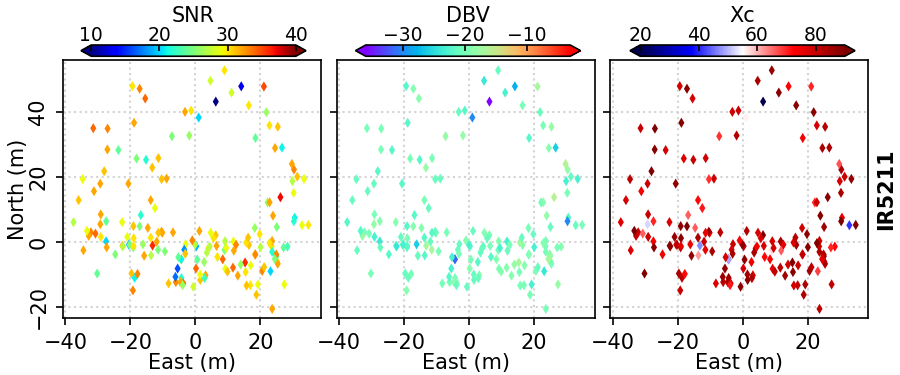 SNR
10 20 30 40
DBV
−30 −20 −10
Xc
20 40 60 80
North (m)
40
20
0
−20
−40 −20 0 20
East (m)
−40 −20 0 20
East (m)
−40 −20 0 20
East (m)
IR5211